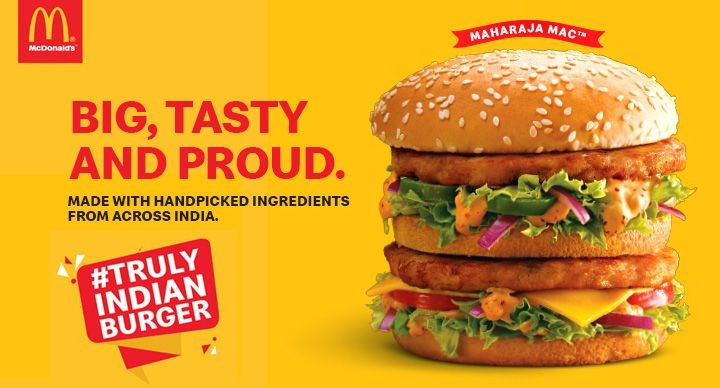 McDonald's®
MAHARAJA MAC™
BIG, TASTY
AND PROUD.
MADE WITH HANDPICKED INGREDIENTS
FROM ACROSS INDIA.
#TRULY
INDIAN
BURGER